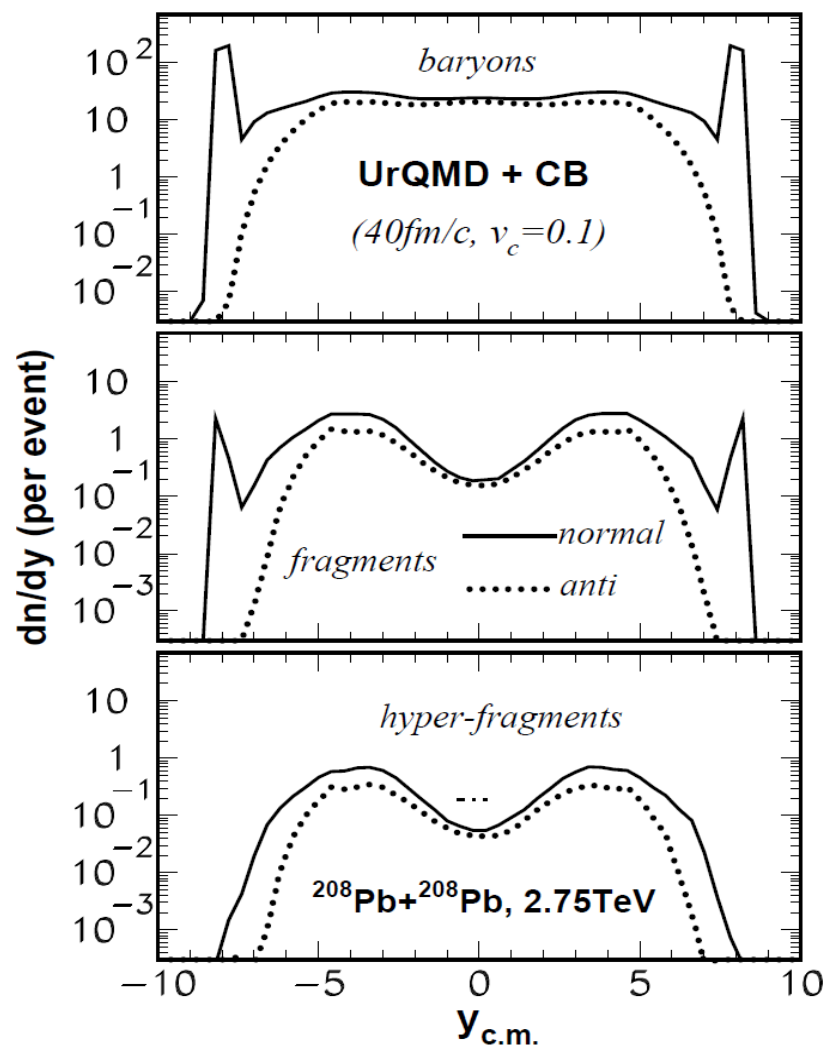 dn/dy (per event)
10^2
10
1
10^-1
10^-2
baryons
UrQMD + CB
(40fm/c, v_c=0.1)
10
1
10^-1
10^-2
10^-3
fragments
normal
anti
10
1
10^-1
10^-2
10^-3
hyper-fragments
^208Pb+^208Pb, 2.75TeV
−10 −5 0 5 10
y_c.m.